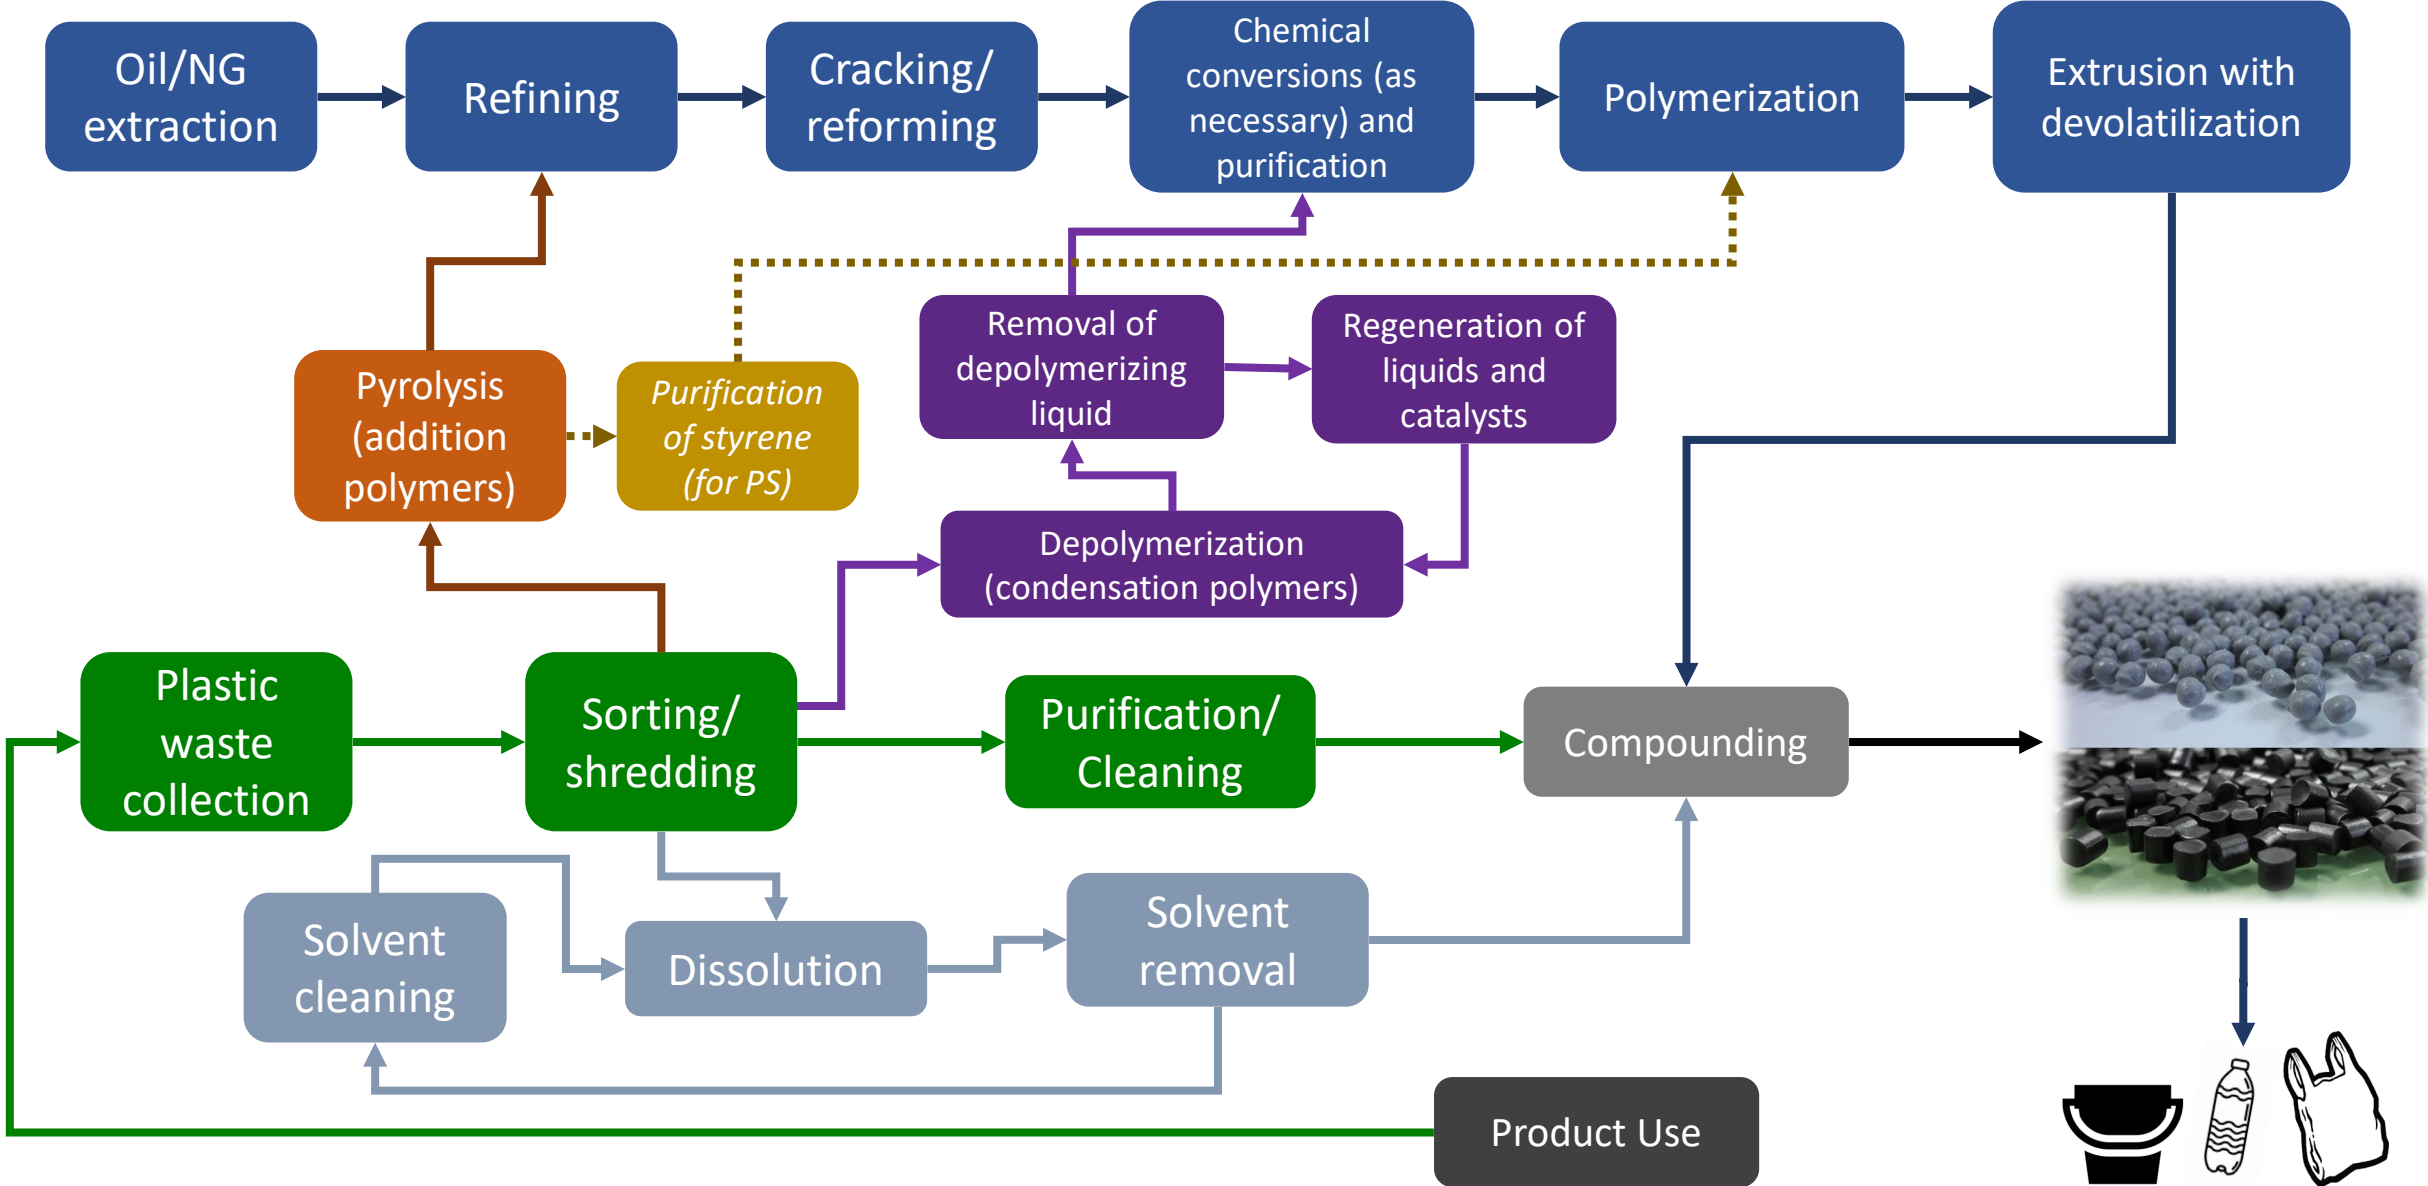 Oil/NG
extraction
Refining
Cracking/
reforming
Chemical
conversions (as
necessary) and
purification
Polymerization
Extrusion with
devolatilization
Pyrolysis
(addition
polymers)
Purification
of styrene
(for PS)
Removal of
depolymerizing
liquid
Regeneration of
liquids and
catalysts
Depolymerization
(condensation polymers)
Plastic
waste
collection
Sorting/
shredding
Purification/
Cleaning
Compounding
Solvent
cleaning
Dissolution
Solvent
removal
Product Use